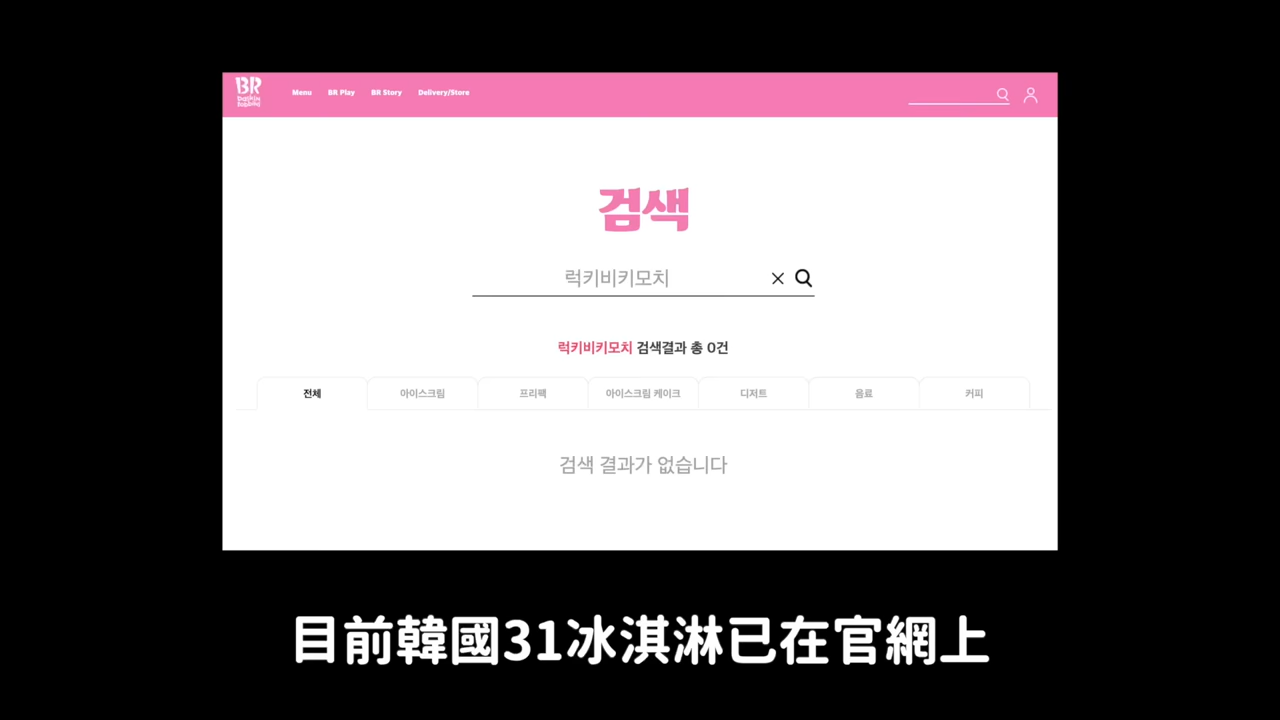 BR
baskin robbins
Menu BR Play BR Story Delivery/Store
검색
럭키비키모치
럭키비키모치 검색결과 총 0건
전체 아이스크림 프리팩 아이스크림 케이크 디저트 음료 커피
검색 결과가 없습니다
目前韓國31冰淇淋已在官網上